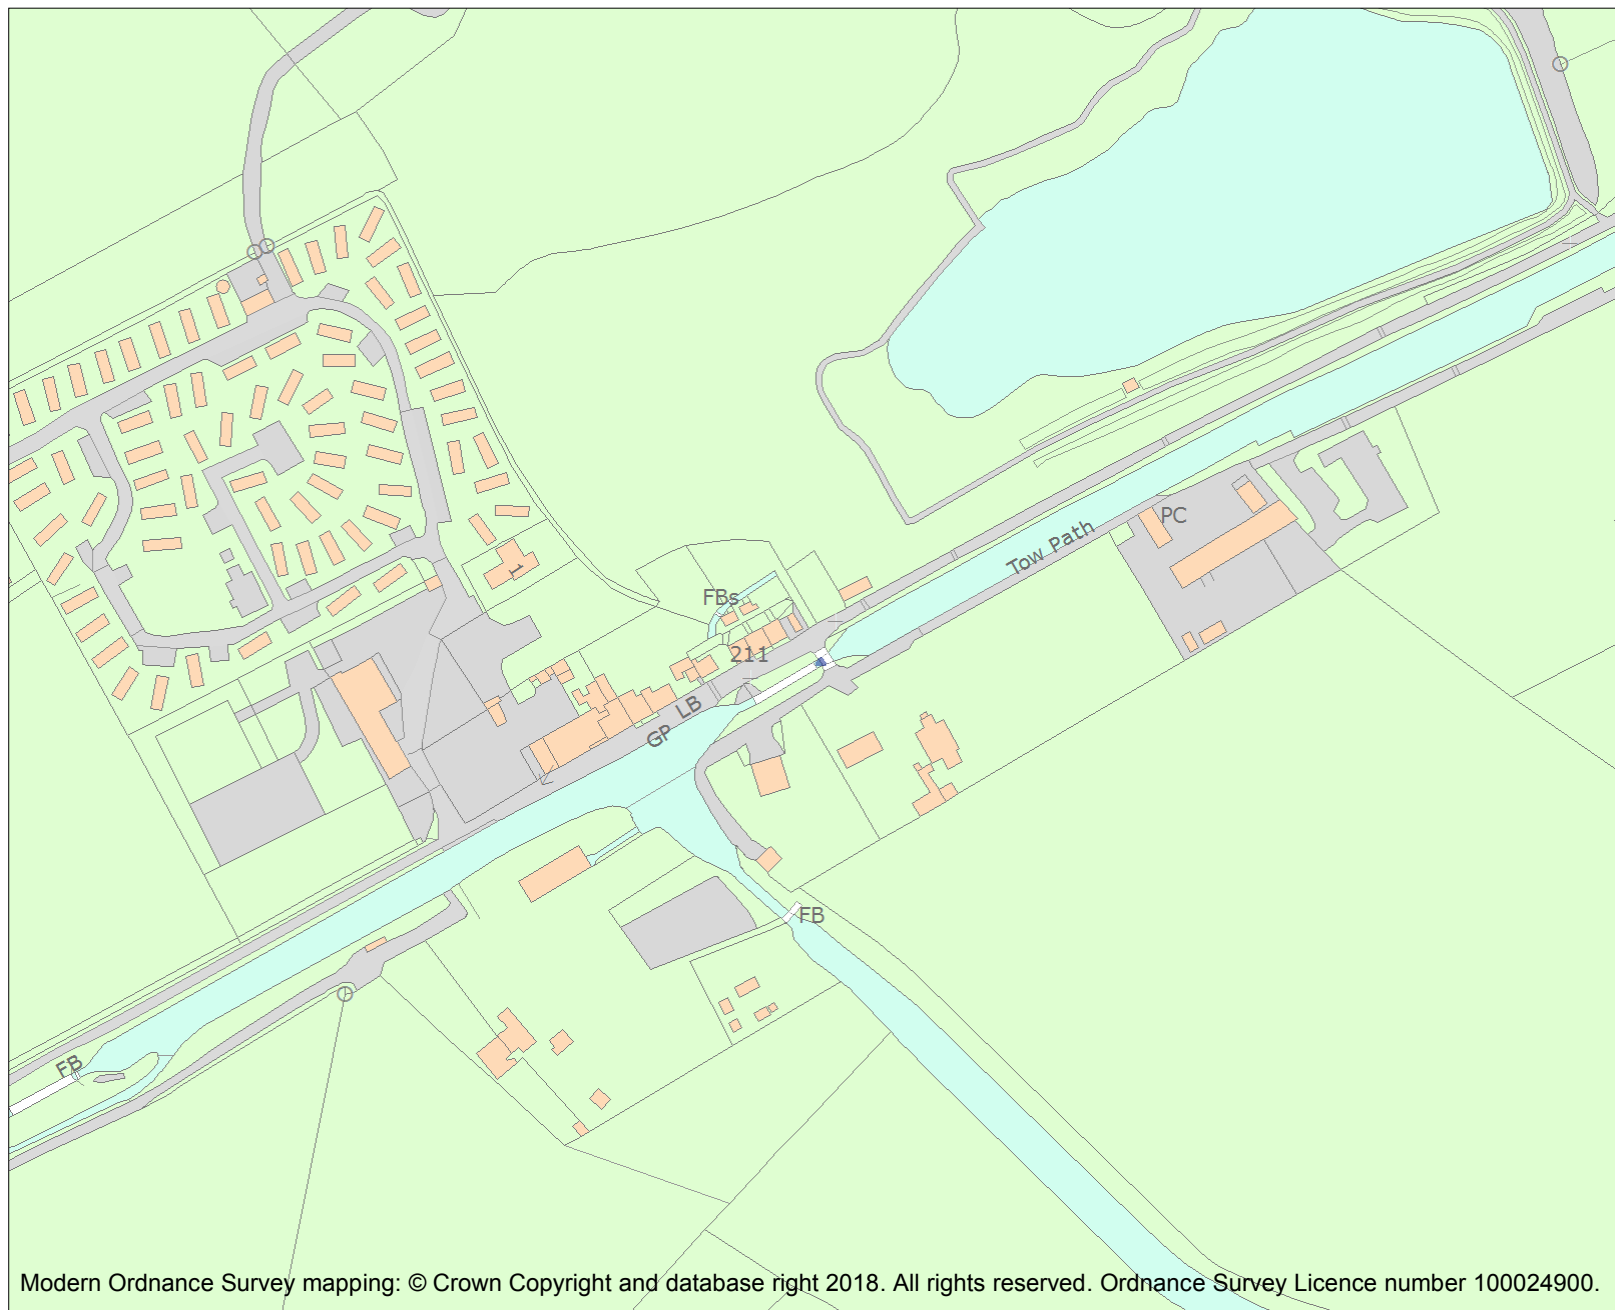 PC
Tow Path
1
FBs
211
LB
GP
FB
FB
Modern Ordnance Survey mapping: © Crown Copyright and database right 2018. All rights reserved. Ordnance Survey Licence number 100024900.